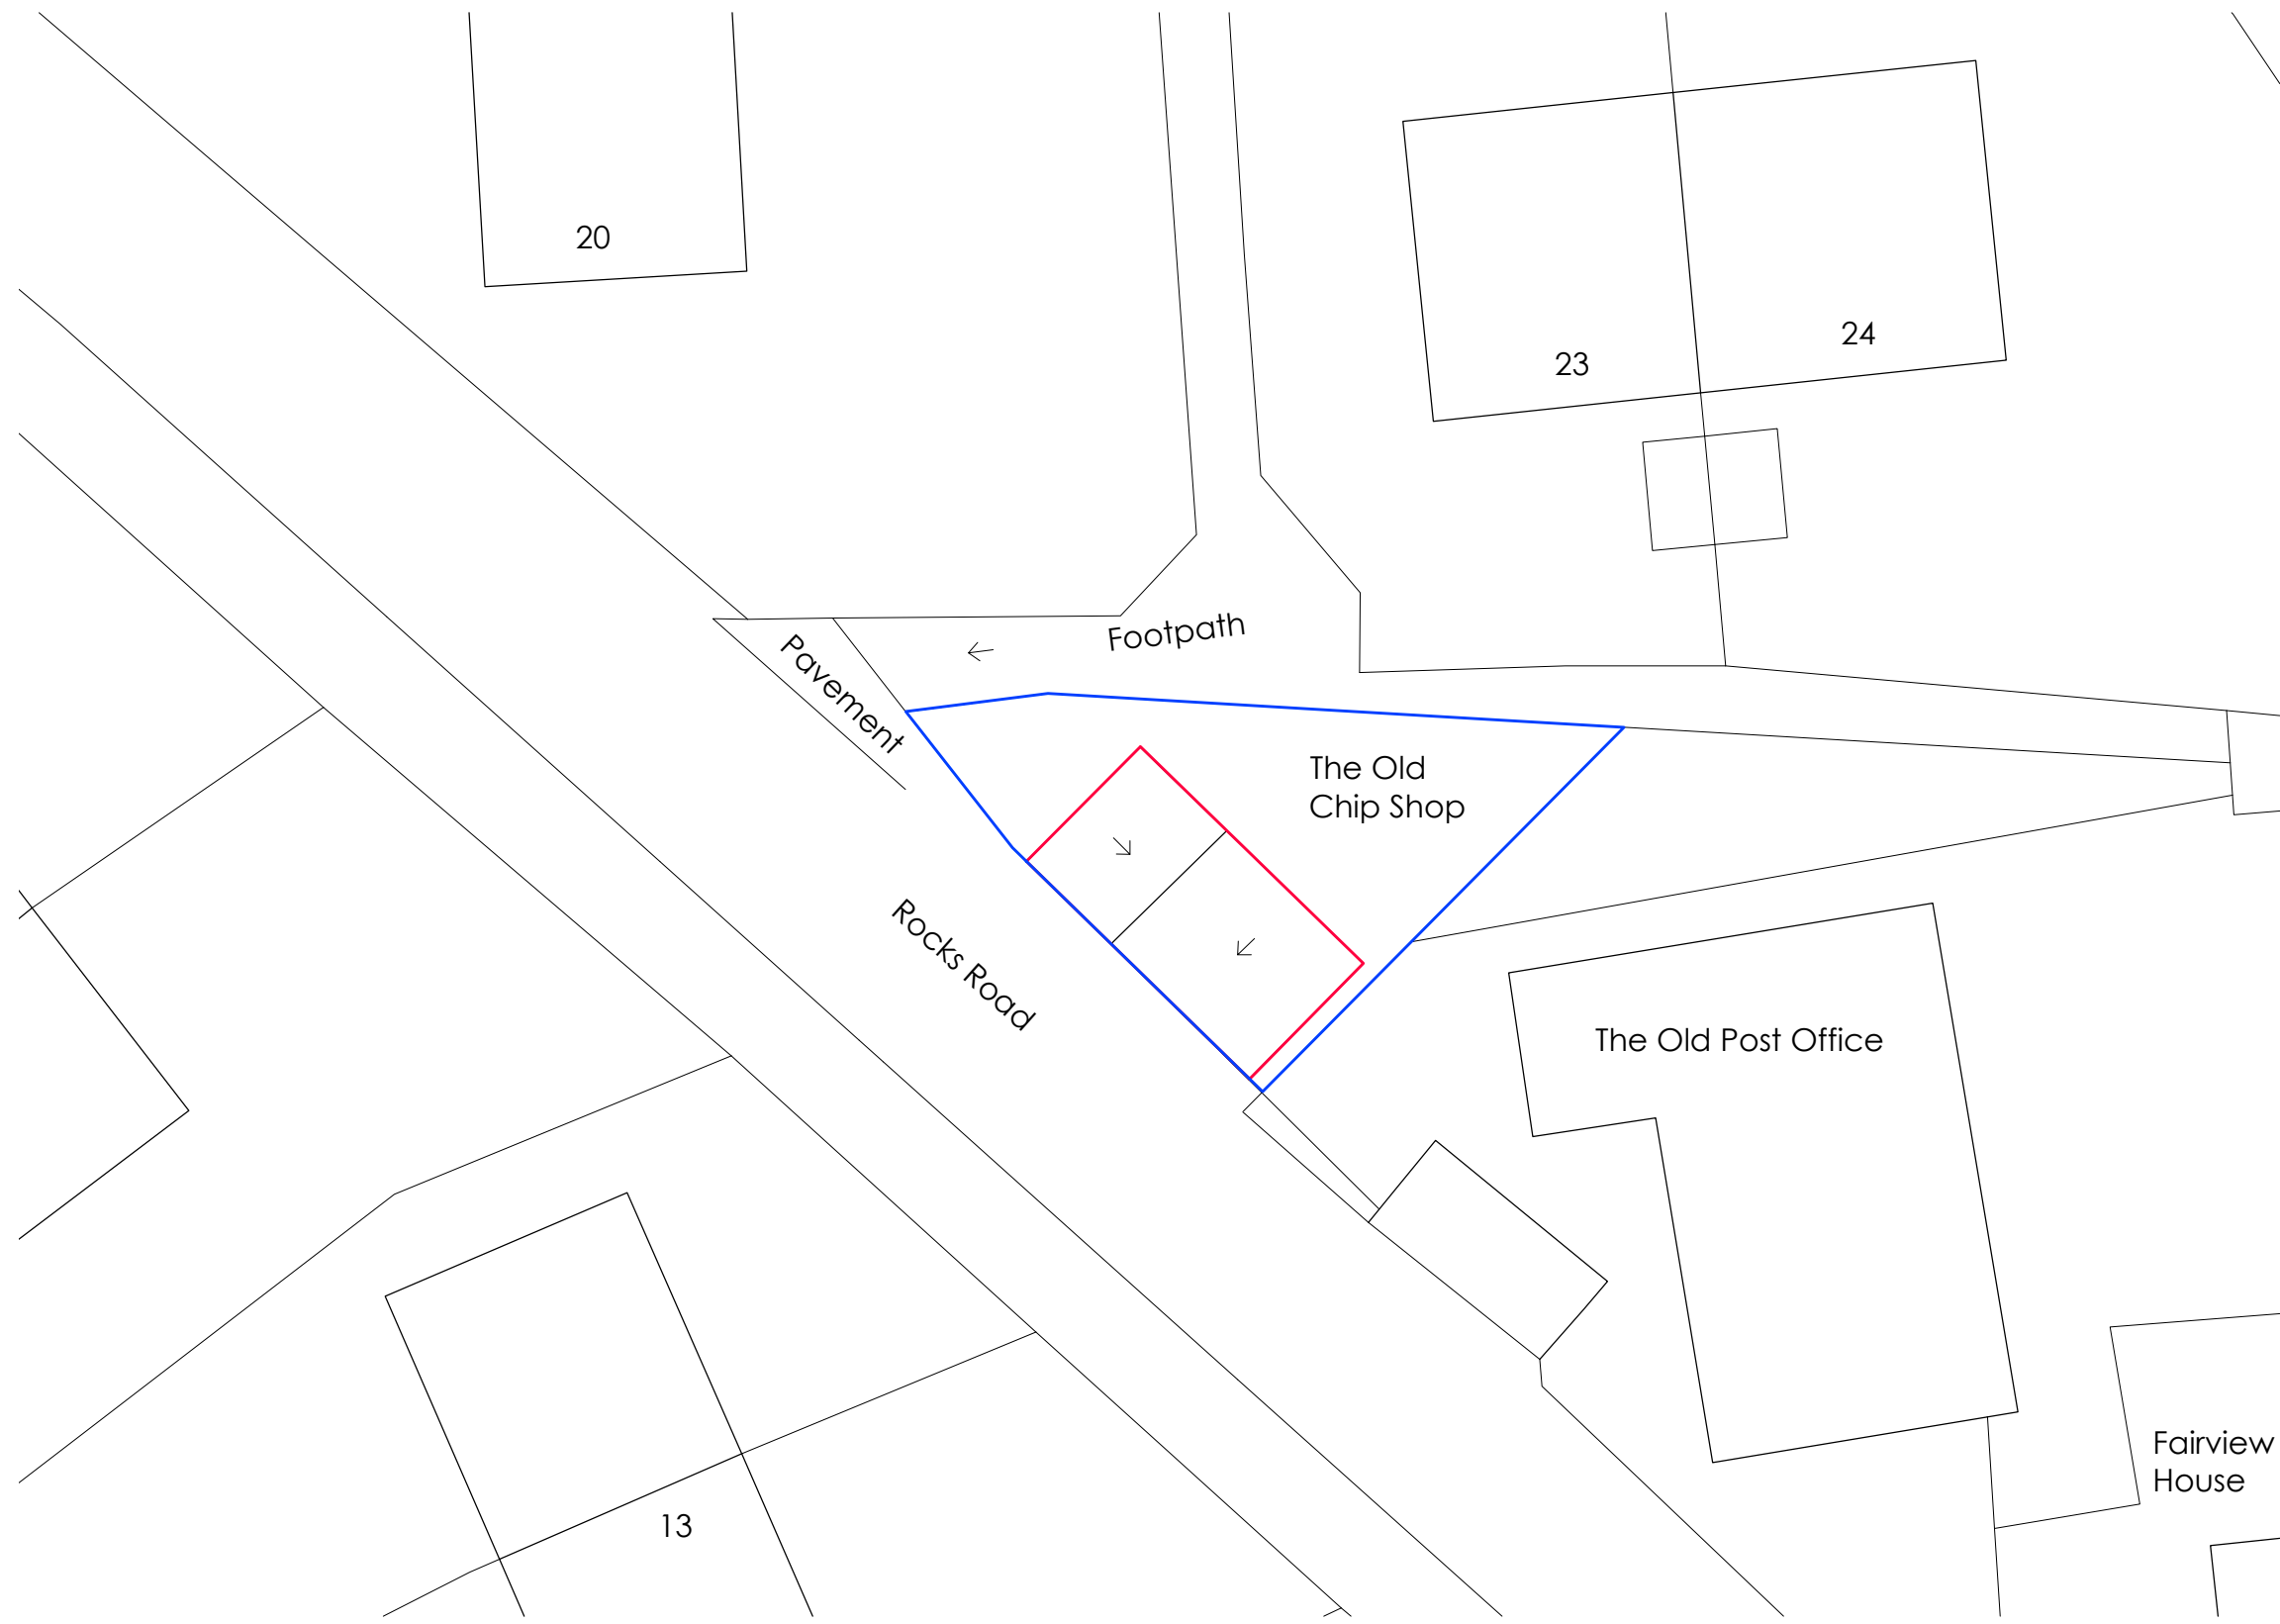 20
24
23
Footpath
Pavement
The Old
Chip Shop
Rocks Road
The Old Post Office
Fairview
House
13